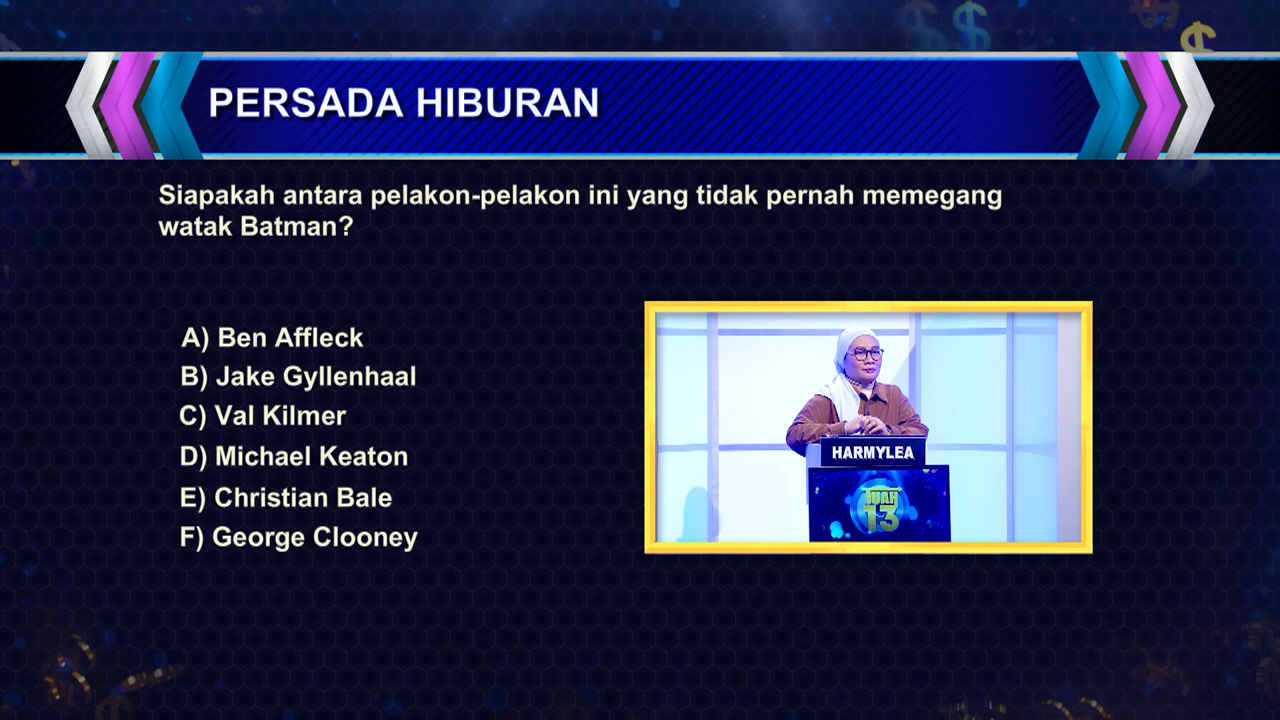 PERSADA HIBURAN
Siapakah antara pelakon-pelakon ini yang tidak pernah memegang
watak Batman?
A) Ben Affleck
B) Jake Gyllenhaal
C) Val Kilmer
D) Michael Keaton
E) Christian Bale
F) George Clooney
HARMYLEA
TUAH
13